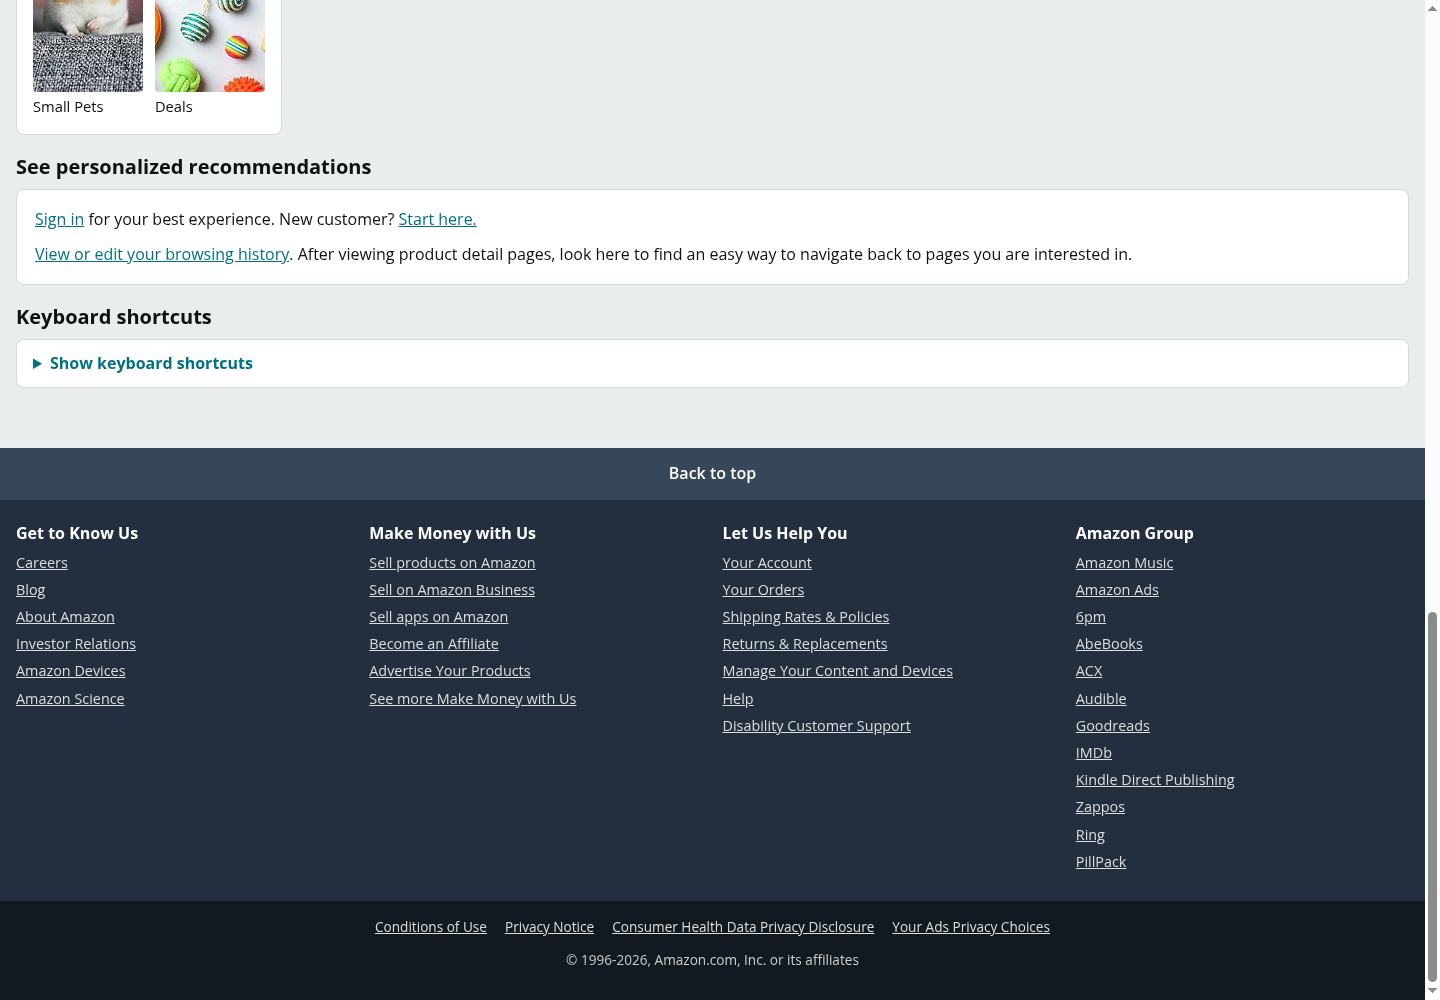 Small Pets
Deals
See personalized recommendations
Sign in for your best experience. New customer? Start here.
View or edit your browsing history. After viewing product detail pages, look here to find an easy way to navigate back to pages you are interested in.
Keyboard shortcuts
Show keyboard shortcuts
Back to top
Get to Know Us
Careers
Blog
About Amazon
Investor Relations
Amazon Devices
Amazon Science
Make Money with Us
Sell products on Amazon
Sell on Amazon Business
Sell apps on Amazon
Become an Affiliate
Advertise Your Products
See more Make Money with Us
Let Us Help You
Your Account
Your Orders
Shipping Rates & Policies
Returns & Replacements
Manage Your Content and Devices
Help
Disability Customer Support
Amazon Group
Amazon Music
Amazon Ads
6pm
AbeBooks
ACX
Audible
Goodreads
IMDb
Kindle Direct Publishing
Zappos
Ring
PillPack
Conditions of Use Privacy Notice Consumer Health Data Privacy Disclosure Your Ads Privacy Choices
© 1996-2026, Amazon.com, Inc. or its affiliates